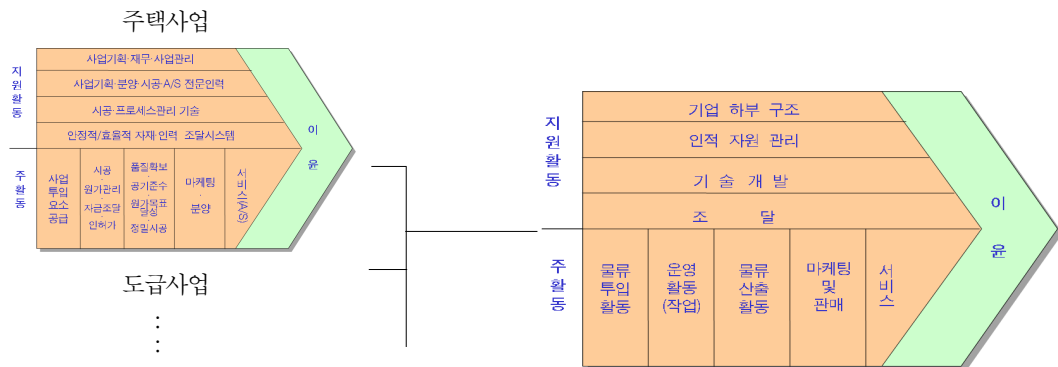 주택사업
지원활동
사업기획·재무·사업관리
사업기획·분양·시공·A/S 전문인력
시공·프로세스관리 기술
안정적/효율적 자재·인력 조달시스템
주활동
사업
투입
요소
공급
시공
·
원가관리
·
자금조달
·
인허가
품질확보
·
공기준수
·
원가목표
달성
·
정밀시공
마케팅
·
분양
서비스(A/S)
이윤
도급사업
지원활동
기업 하부 구조
인적 자원 관리
기술 개발
조 달
주활동
물류
투입
활동
운영
활동
(작업)
물류
산출
활동
마케팅
및
판매
서비스
이윤